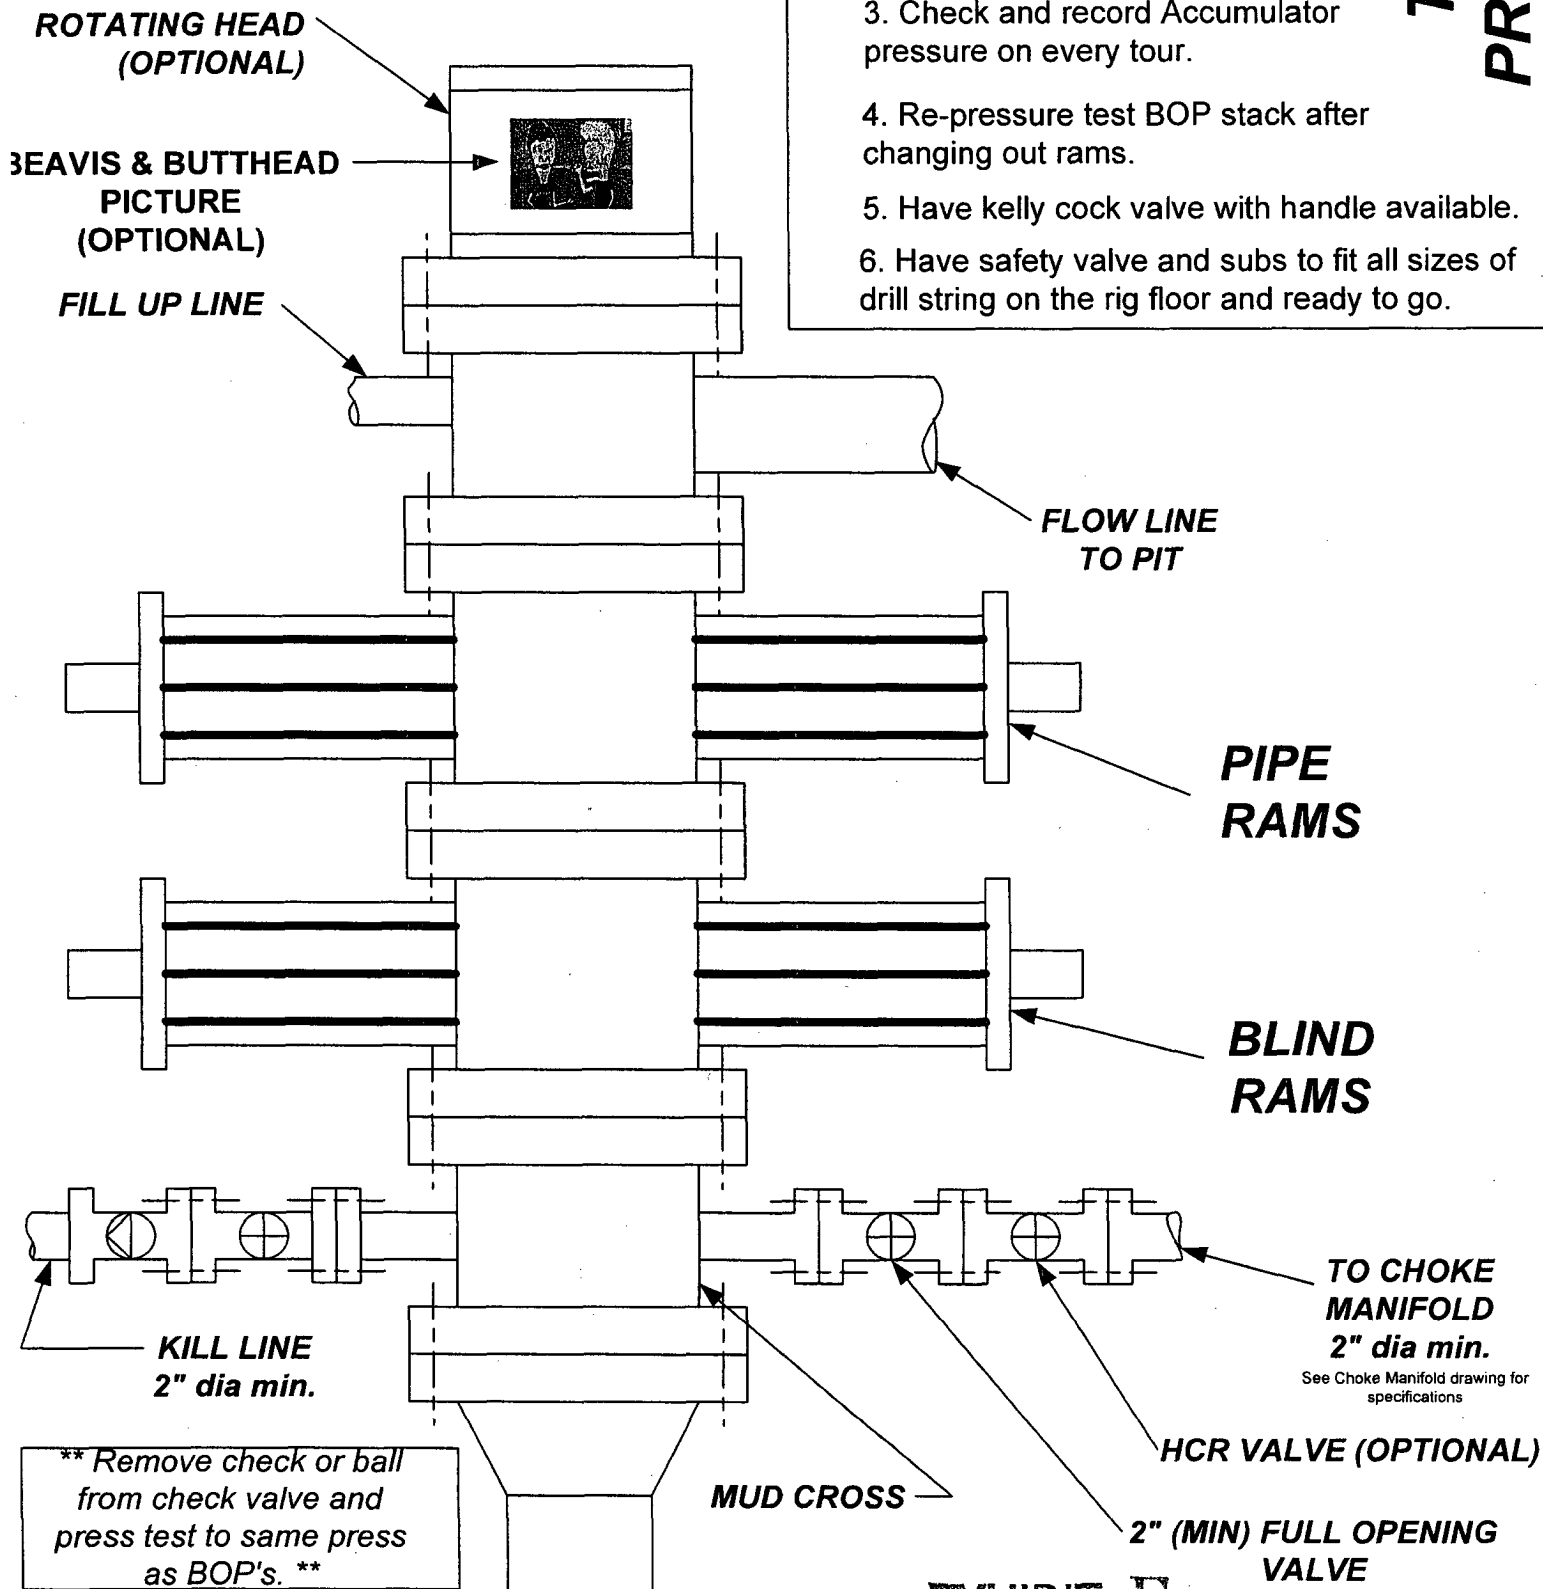 ROTATING HEAD
(OPTIONAL)
BEAVIS & BUTTHEAD
PICTURE
(OPTIONAL)
FILL UP LINE
3. Check and record Accumulator
pressure on every tour.
4. Re-pressure test BOP stack after
changing out rams.
5. Have kelly cock valve with handle available.
6. Have safety valve and subs to fit all sizes of
drill string on the rig floor and ready to go.
FLOW LINE
TO PIT
PIPE
RAMS
BLIND
RAMS
TO CHOKE
MANIFOLD
2" dia min.
See Choke Manifold drawing for
specifications
KILL LINE
2" dia min.
HCR VALVE (OPTIONAL)
MUD CROSS
2" (MIN) FULL OPENING
VALVE
** Remove check or ball
from check valve and
press test to same press
as BOP's. **